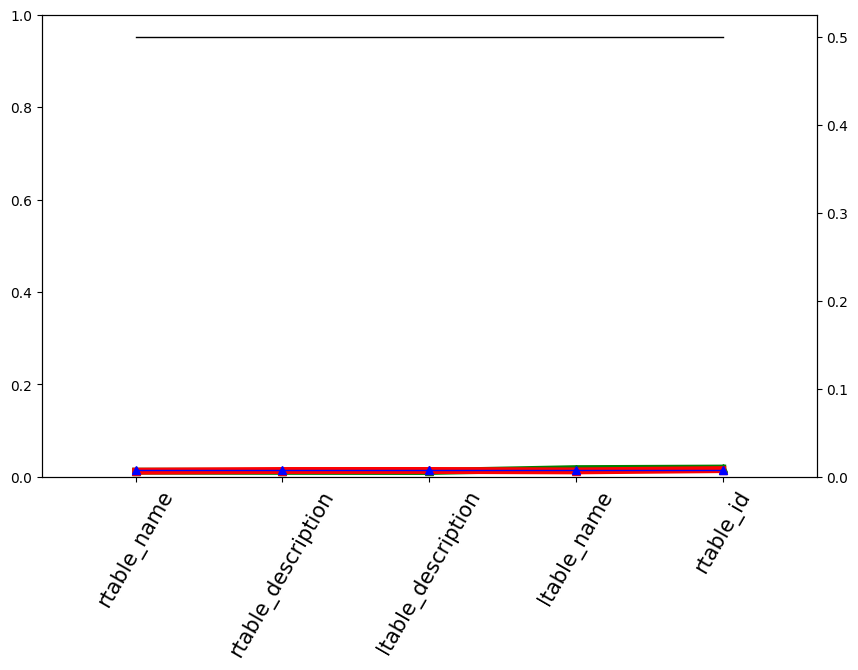 1.0
0.8
0.6
0.4
0.2
0.0
0.5
0.4
0.3
0.2
0.1
0.0
rtable_name
rtable_description
ltable_description
ltable_name
rtable_id